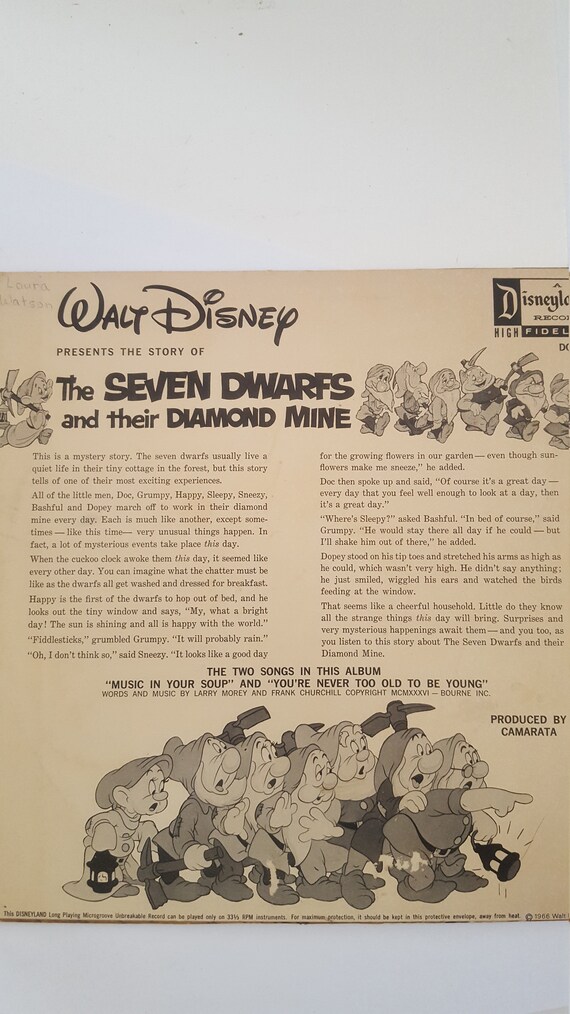 Laura
Watson
WALT DISNEY
PRESENTS THE STORY OF
The SEVEN DWARFS
and their DIAMOND MINE
A
Disneyla
RECO
HIGH FIDEL
DQ
This is a mystery story. The seven dwarfs usually live a
quiet life in their tiny cottage in the forest, but this story
tells of one of their most exciting experiences.
All of the little men, Doc, Grumpy, Happy, Sleepy, Sneezy,
Bashful and Dopey march off to work in their diamond
mine every day. Each is much like another, except some-
times — like this time— very unusual things happen. In
fact, a lot of mysterious events take place this day.
When the cuckoo clock awoke them this day, it seemed like
every other day. You can imagine what the chatter must be
like as the dwarfs all get washed and dressed for breakfast.
Happy is the first of the dwarfs to hop out of bed, and he
looks out the tiny window and says, "My, what a bright
day! The sun is shining and all is happy with the world."
"Fiddlesticks," grumbled Grumpy. "It will probably rain."
"Oh, I don't think so," said Sneezy. "It looks like a good day
for the growing flowers in our garden — even though sun-
flowers make me sneeze," he added.
Doc then spoke up and said, "Of course it's a great day —
every day that you feel well enough to look at a day, then
it's a great day."
"Where's Sleepy?" asked Bashful. "In bed of course," said
Grumpy. "He would stay there all day if he could — but
I'll shake him out of there," he added.
Dopey stood on his tip toes and stretched his arms as high as
he could, which wasn't very high. He didn't say anything;
he just smiled, wiggled his ears and watched the birds
feeding at the window.
That seems like a cheerful household. Little do they know
all the strange things this day will bring. Surprises and
very mysterious happenings await them — and you too, as
you listen to this story about The Seven Dwarfs and their
Diamond Mine.
THE TWO SONGS IN THIS ALBUM
"MUSIC IN YOUR SOUP" AND "YOU'RE NEVER TOO OLD TO BE YOUNG"
WORDS AND MUSIC BY LARRY MOREY AND FRANK CHURCHILL COPYRIGHT MCMXXXVI — BOURNE INC.
PRODUCED BY
CAMARATA
This DISNEYLAND Long Playing Microgroove Unbreakable Record can be played only on 33⅓ RPM instruments. For maximum protection, it should be kept in this protective envelope, away from heat. © 1966 Walt